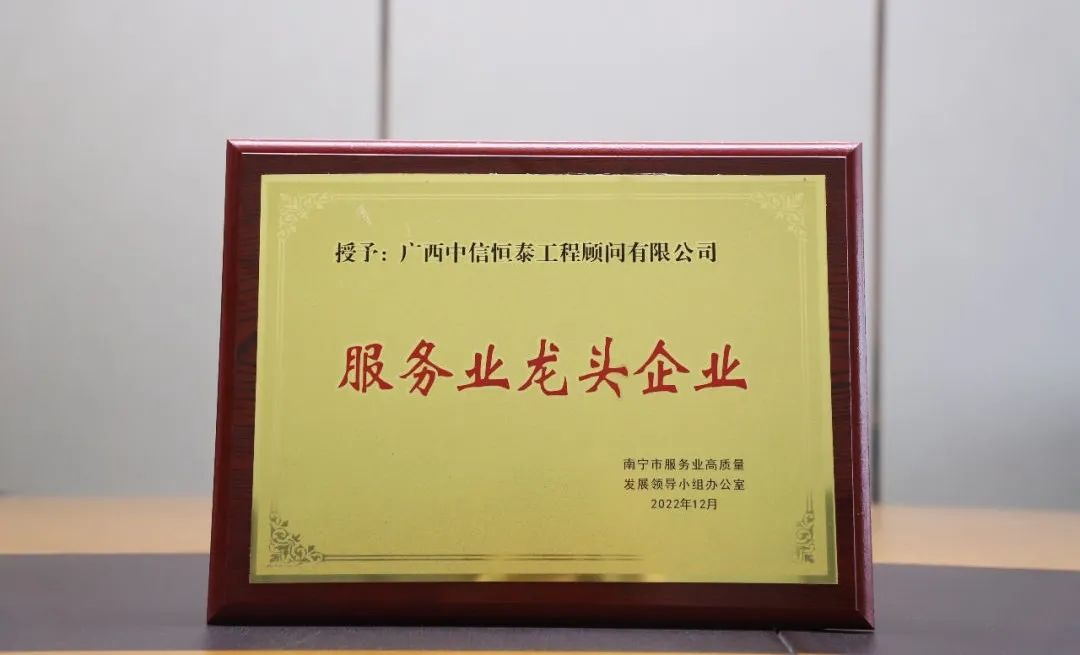 授予：广西中信恒泰工程顾问有限公司
服务业龙头企业
南宁市服务业高质量
发展领导小组办公室
2022年12月